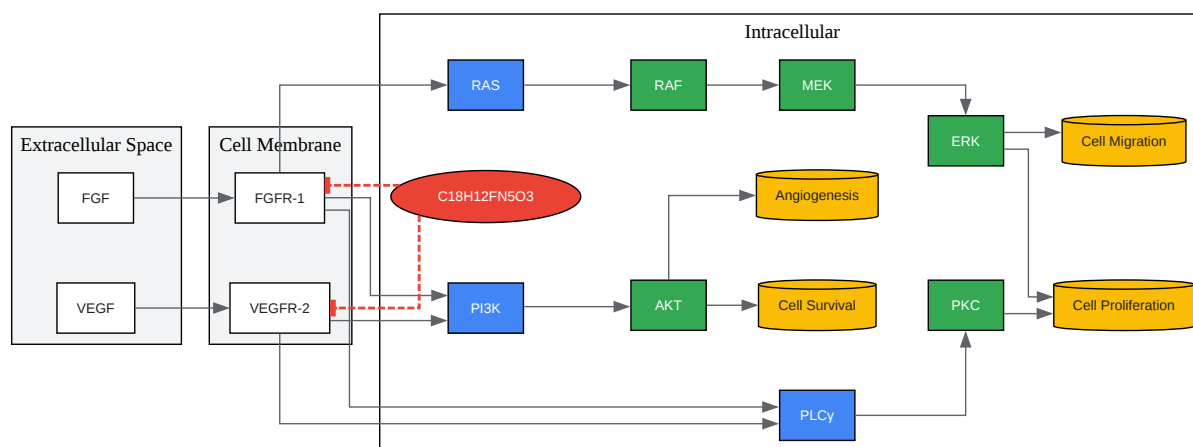 Intracellular
RAS
RAF
MEK
Extracellular Space
Cell Membrane
ERK
Cell Migration
FGF
FGFR-1
C18H12FN5O3
Angiogenesis
VEGF
VEGFR-2
PI3K
AKT
Cell Survival
PKC
Cell Proliferation
PLCγ